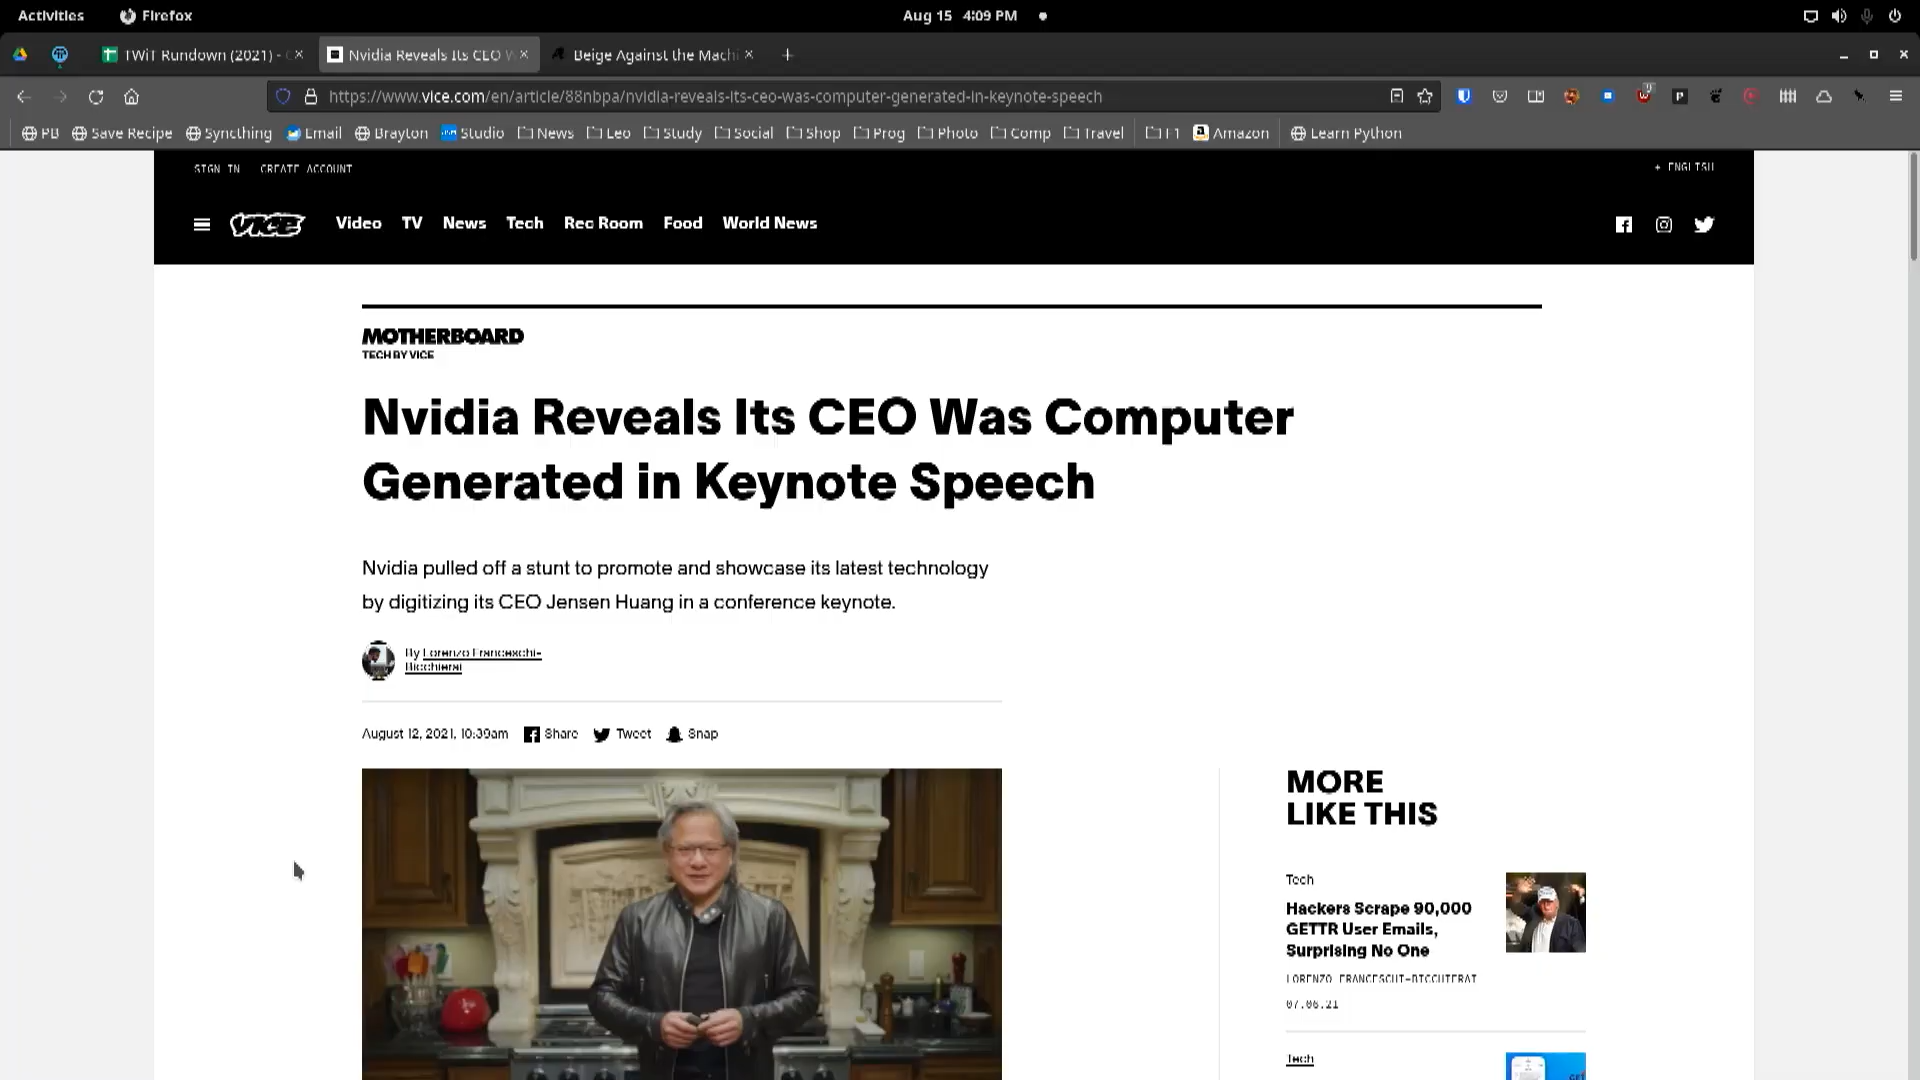 Activities Firefox Aug 15 4:09 PM
TWiT Rundown (2021) - Nvidia Reveals Its CEO W Beige Against the Machi
https://www.vice.com/en/article/88nbpa/nvidia-reveals-its-ceo-was-computer-generated-in-keynote-speech
PB Save Recipe Syncthing Email Brayton Studio News Leo Study Social Shop Prog Photo Comp Travel F1 Amazon Learn Python
SIGN IN CREATE ACCOUNT + ENGLISH
VICE Video TV News Tech Rec Room Food World News
MOTHERBOARD
TECH BY VICE
Nvidia Reveals Its CEO Was Computer
Generated in Keynote Speech
Nvidia pulled off a stunt to promote and showcase its latest technology
by digitizing its CEO Jensen Huang in a conference keynote.
By Lorenzo Franceschi-
Bicchierai
August 12, 2021, 10:39am Share Tweet Snap
MORE
LIKE THIS
Tech
Hackers Scrape 90,000
GETTR User Emails,
Surprising No One
LORENZO FRANCESCHI-BICCHIERAI
07.06.21
Tech